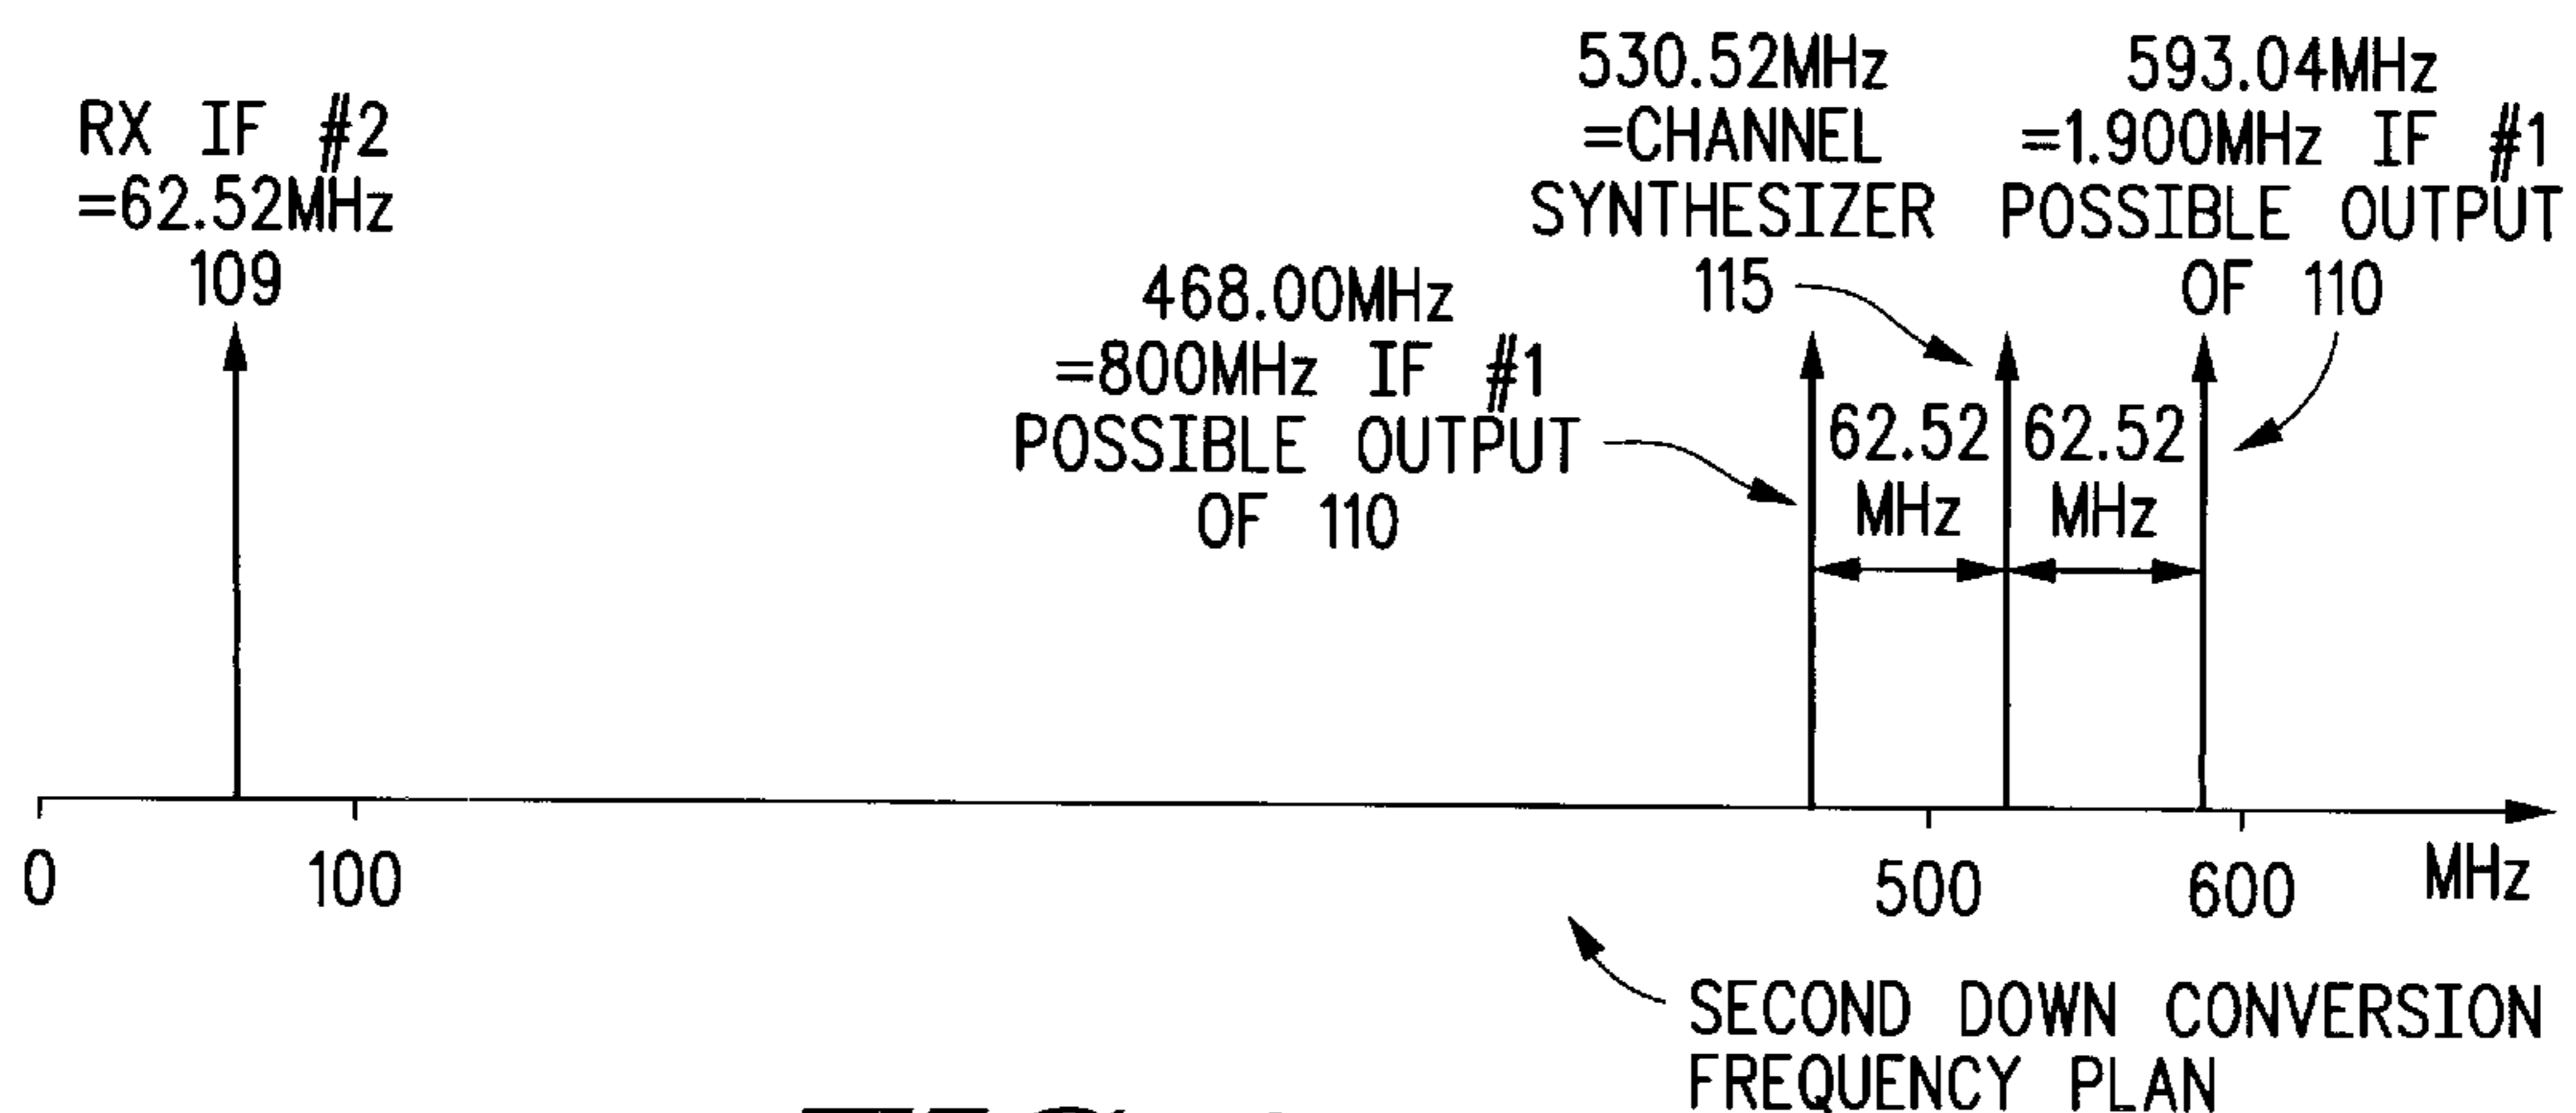 RX IF #2
=62.52MHz
109
468.00MHz
=800MHz IF #1
POSSIBLE OUTPUT
OF 110
530.52MHz
=CHANNEL
SYNTHESIZER
115
593.04MHz
=1.900MHz IF #1
POSSIBLE OUTPUT
OF 110
62.52
MHz
62.52
MHz
0
100
500
600
MHz
SECOND DOWN CONVERSION
FREQUENCY PLAN